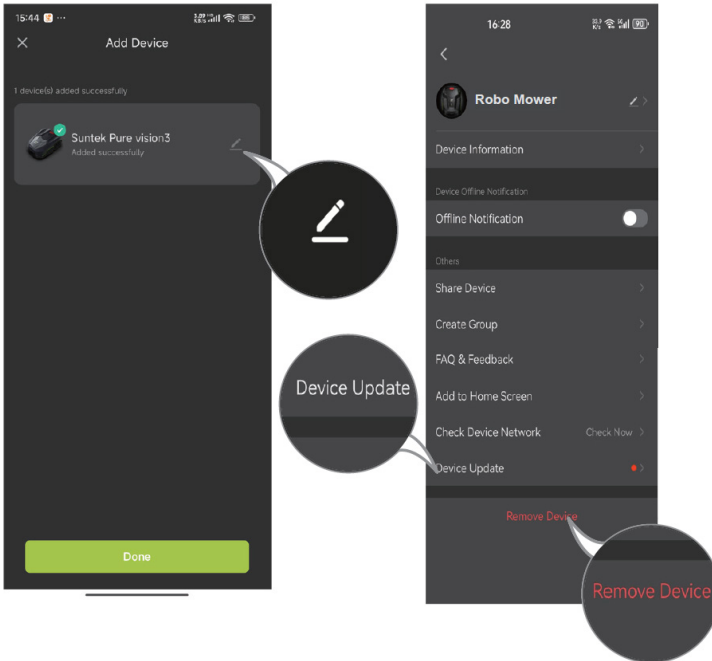 15:44
Add Device
1 device(s) added successfully
Suntek Pure vision3
Added successfully
Done
16:28
90
Robo Mower
Device Information
Device Offline Notification
Offline Notification
Others
Share Device
Create Group
FAQ & Feedback
Add to Home Screen
Check Device Network Check Now
Device Update
Device Update
Remove Device
Remove Device